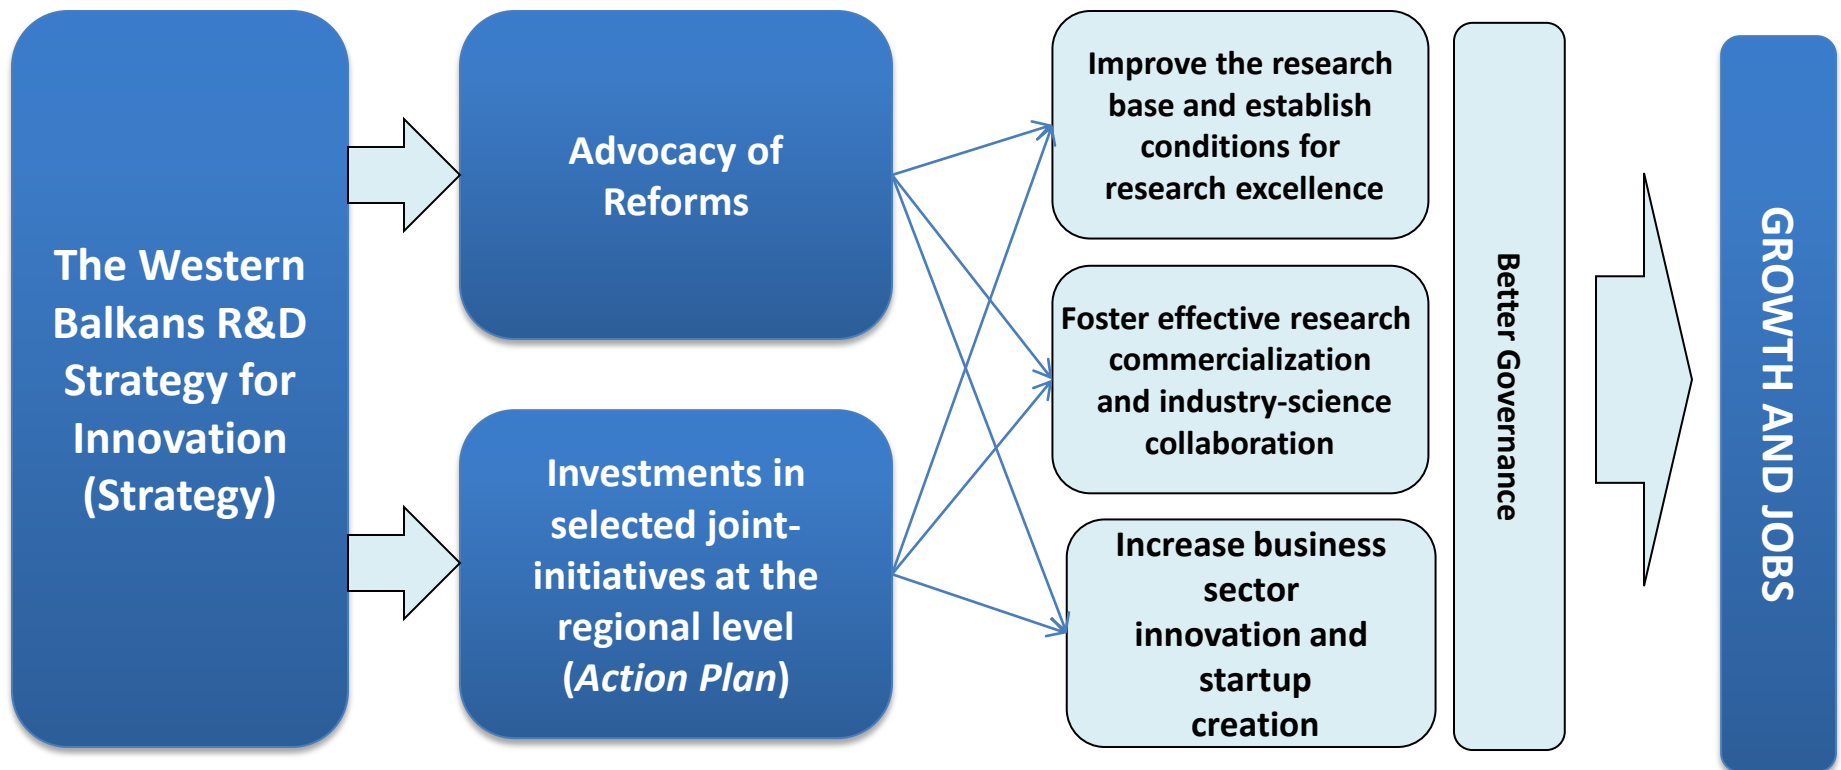 The Western
Balkans R&D
Strategy for
Innovation
(Strategy)
Advocacy of
Reforms
Investments in
selected joint-
initiatives at the
regional level
(Action Plan)
Improve the research
base and establish
conditions for
research excellence
Foster effective research
commercialization
and industry-science
collaboration
Increase business
sector
innovation and
startup
creation
Better Governance
GROWTH AND JOBS